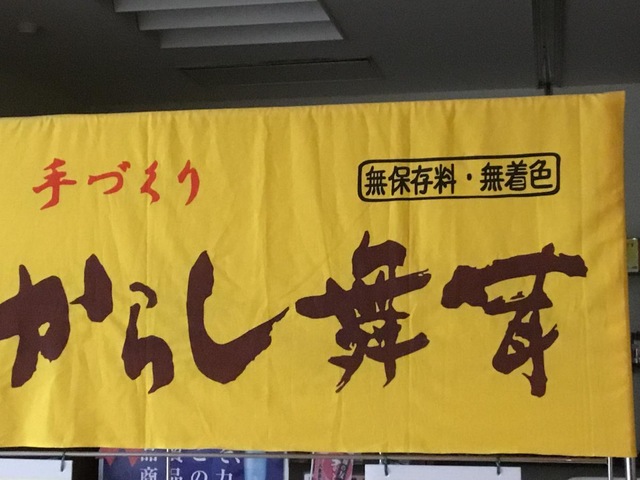 手づくり
無保存料・無着色
からし舞茸